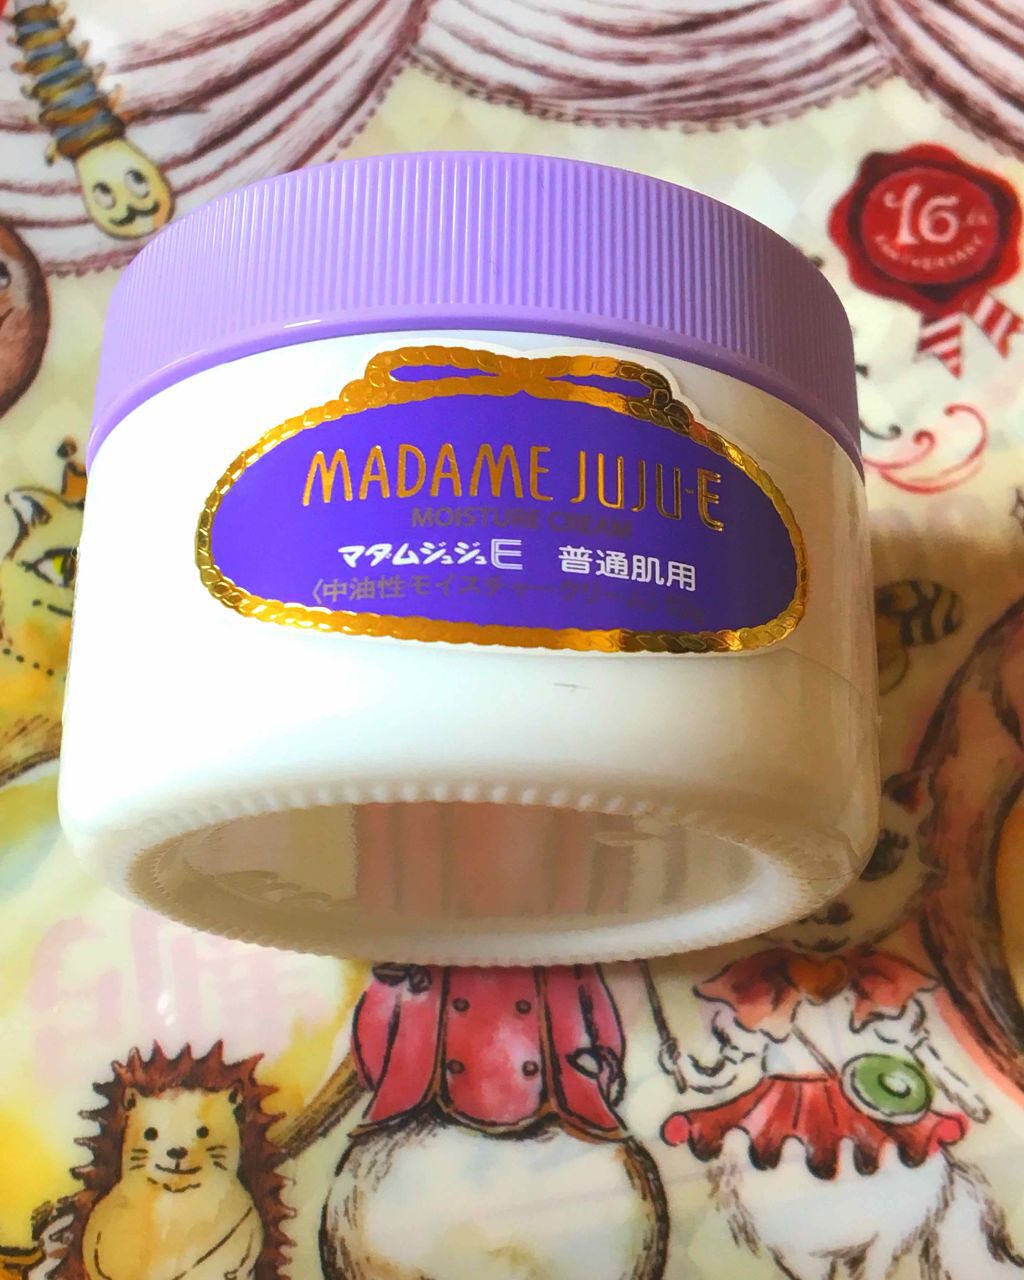 16th
ANNIVERSARY
MADAME JUJU-E
MOISTURE CREAM
マダムジュジュE 普通肌用
〈中油性モイスチャークリーム〉